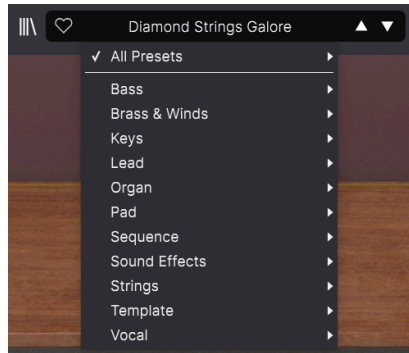 Diamond Strings Galore
All Presets
Bass
Brass & Winds
Keys
Lead
Organ
Pad
Sequence
Sound Effects
Strings
Template
Vocal